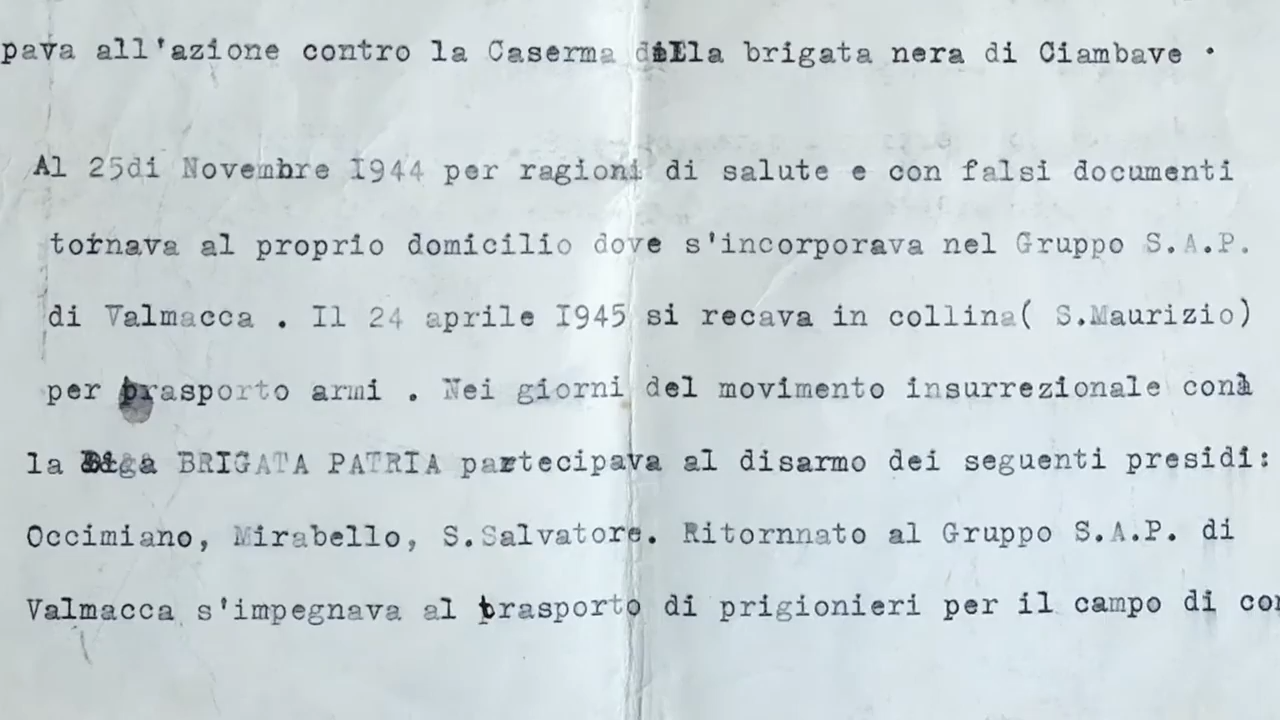 pava all'azione contro la Caserma della brigata nera di Ciambave .
Al 25di Novembre I944 per ragioni di salute e con falsi documenti
tornava al proprio domicilio dove s'incorporava nel Gruppo S.A.P.
di Valmacca . Il 24 aprile I945 si recava in collina( S.Maurizio)
per trasporto armi . Nei giorni del movimento insurrezionale con
la BRIGATA PATRIA partecipava al disarmo dei seguenti presidi:
Occimiano, Mirabello, S.Salvatore. Ritornnato al Gruppo S.A.P. di
Valmacca s'impegnava al trasporto di prigionieri per il campo di